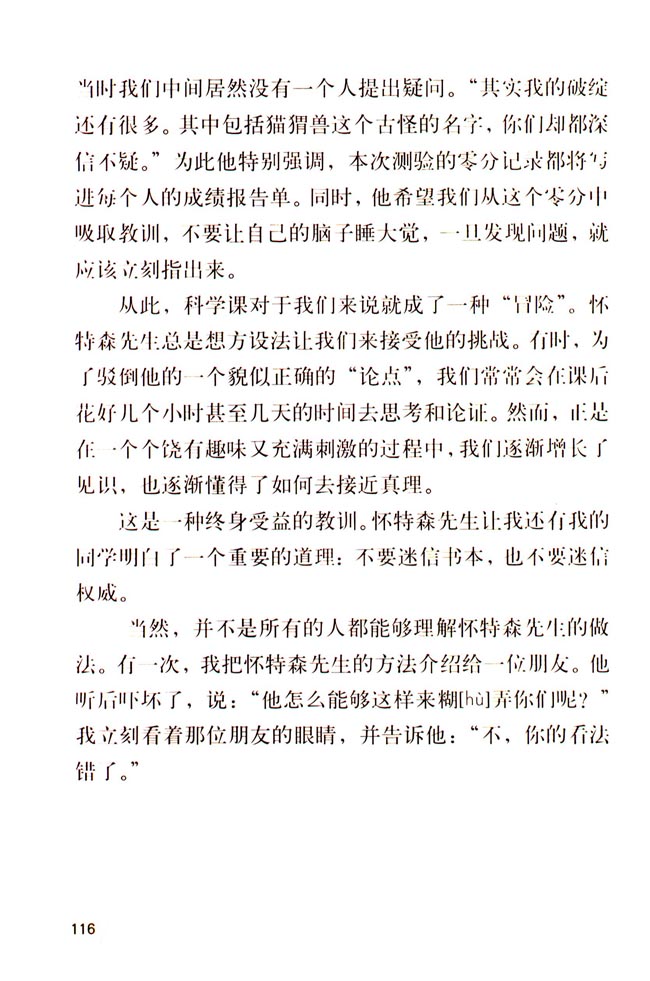 当时我们中间居然没有一个人提出疑问。“其实我的破绽
还有很多。其中包括猫猬兽这个古怪的名字，你们却都深
信不疑。”为此他特别强调，本次测验的零分记录都将写
进每个人的成绩报告单。同时，他希望我们从这个零分中
吸取教训，不要让自己的脑子睡大觉，一旦发现问题，就
应该立刻指出来。
从此，科学课对于我们来说就成了一种“冒险”。怀
特森先生总是想方设法让我们来接受他的挑战。有时，为
了驳倒他的一个貌似正确的“论点”，我们常常会在课后
花好几个小时甚至几天的时间去思考和论证。然而，正是
在一个个饶有趣味又充满刺激的过程中，我们逐渐增长了
见识，也逐渐懂得了如何去接近真理。
这是一种终身受益的教训。怀特森先生让我还有我的
同学明白了一个重要的道理：不要迷信书本，也不要迷信
权威。
当然，并不是所有的人都能够理解怀特森先生的做
法。有一次，我把怀特森先生的方法介绍给一位朋友。他
听后吓坏了，说：“他怎么能够这样来糊[hù]弄你们呢？”
我立刻看着那位朋友的眼睛，并告诉他：“不，你的看法
错了。”
116